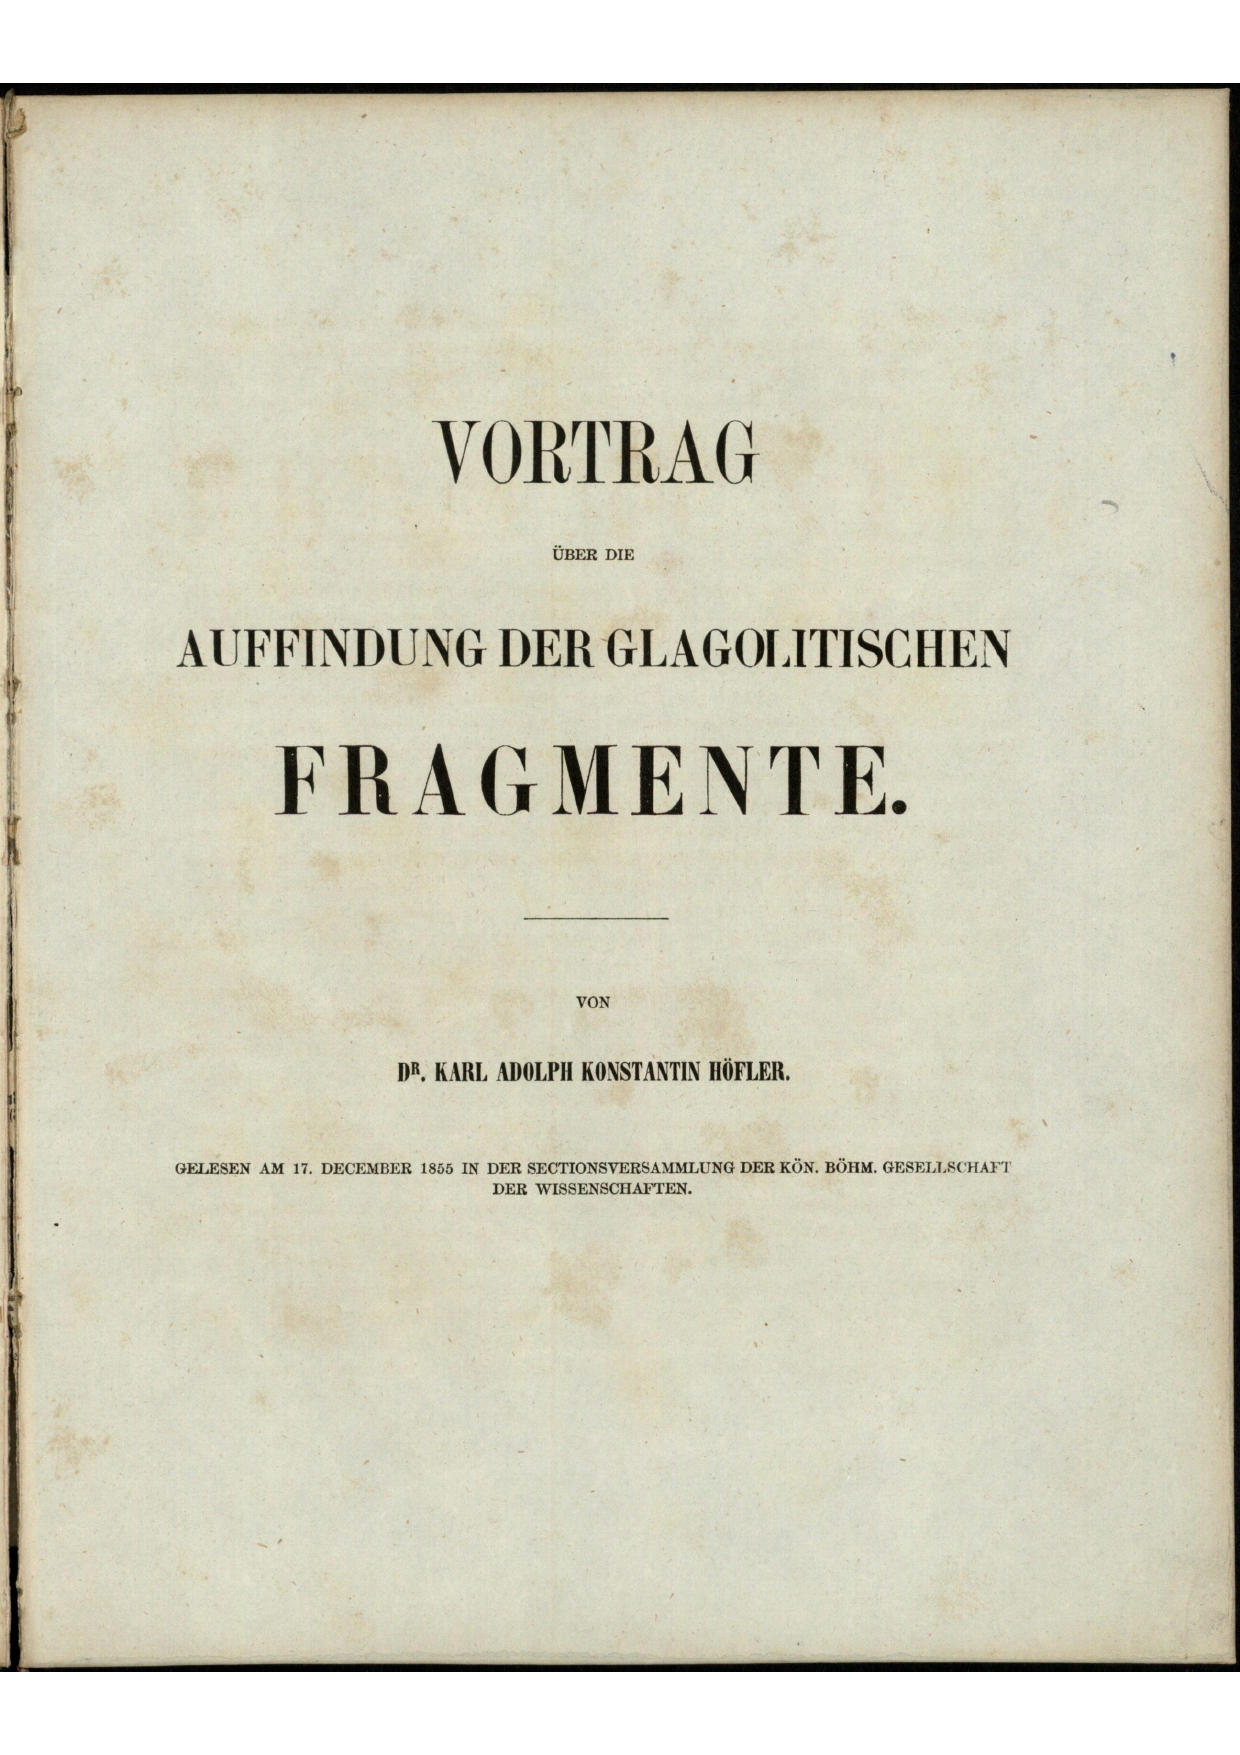 VORTRAG
ÜBER DIE
AUFFINDUNG DER GLAGOLITISCHEN
FRAGMENTE.
VON
DR. KARL ADOLPH KONSTANTIN HÖFLER.
GELESEN AM 17. DECEMBER 1855 IN DER SECTIONSVERSAMMLUNG DER KÖN. BÖHM. GESELLSCHAFT
DER WISSENSCHAFTEN.